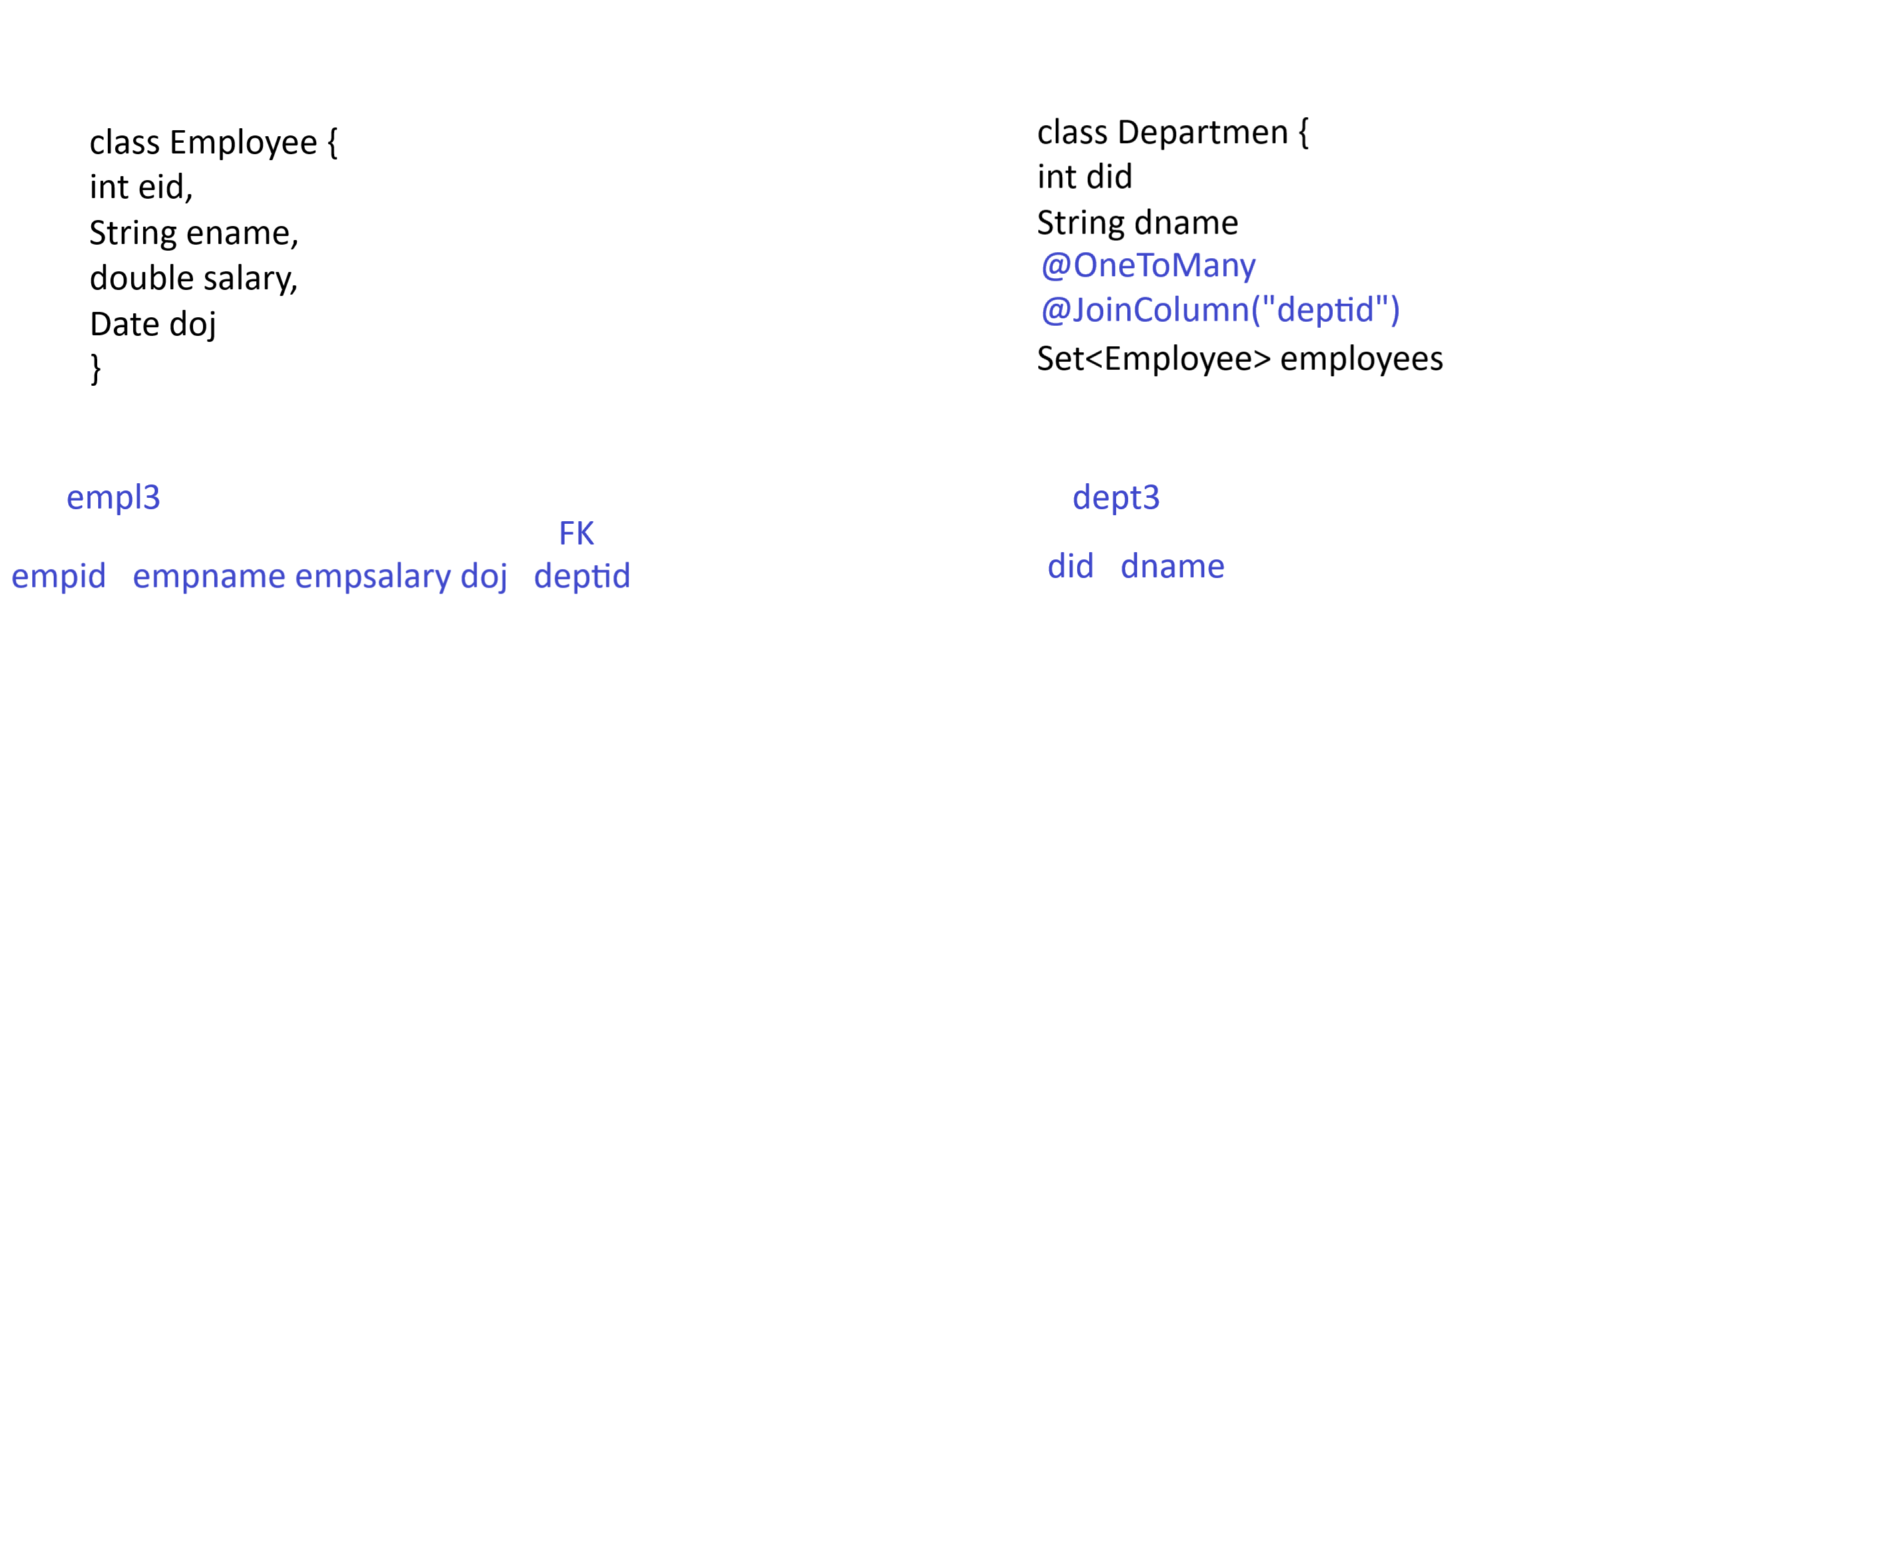 class Employee {
int eid,
String ename,
double salary,
Date doj
}
class Departmen {
int did
String dname
@OneToMany
@JoinColumn("deptid")
Set<Employee> employees
empl3
FK
empid empname empsalary doj deptid
dept3
did dname